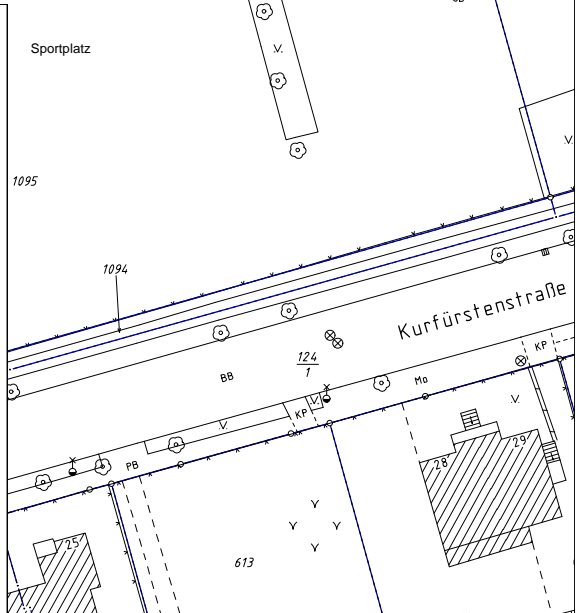 Sportplatz
V.
V.
1095
1094
Kurfürstenstraße
124
1
BB
KP
Mo
KP
V.
V
V
28
29
PB
25
613